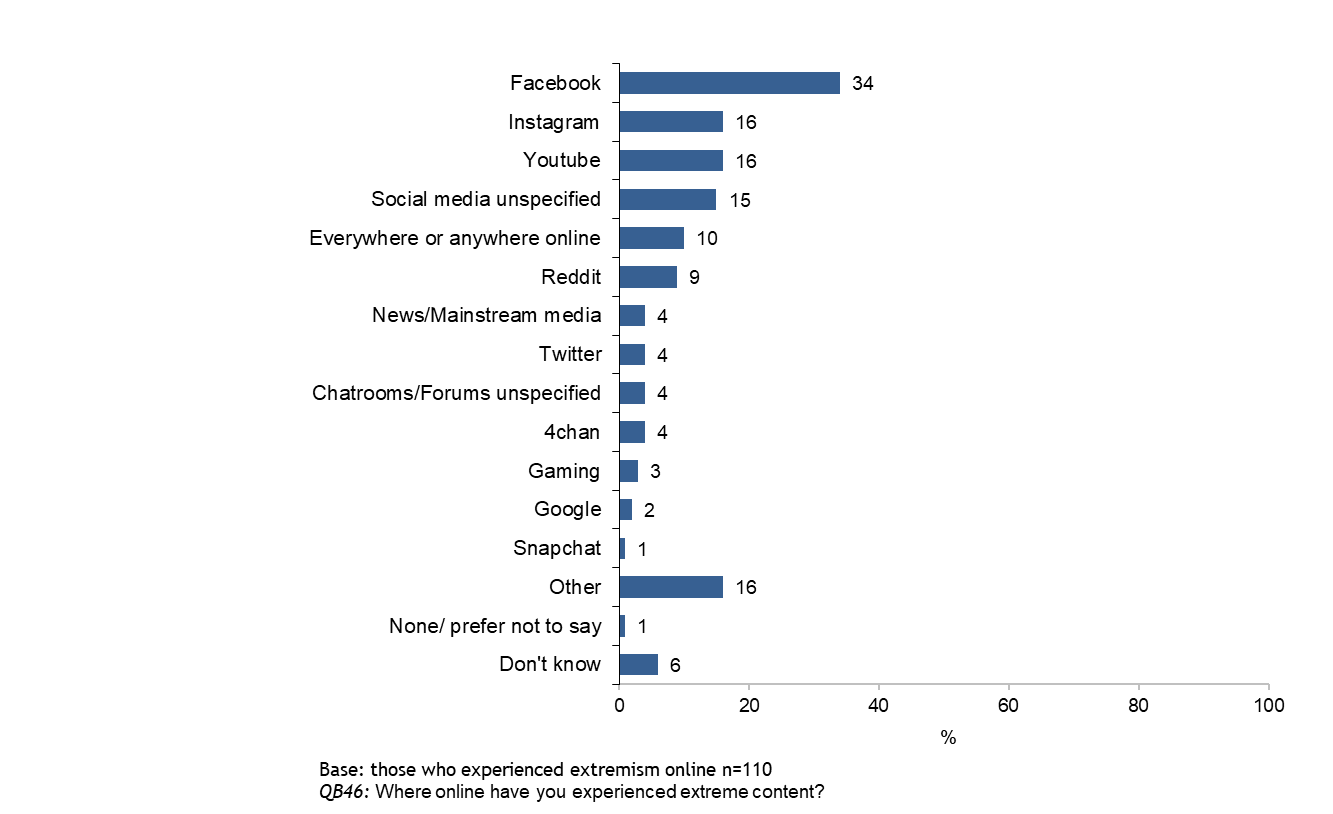 Facebook 34
Instagram 16
Youtube 16
Social media unspecified 15
Everywhere or anywhere online 10
Reddit 9
News/Mainstream media 4
Twitter 4
Chatrooms/Forums unspecified 4
4chan 4
Gaming 3
Google 2
Snapchat 1
Other 16
None/ prefer not to say 1
Don't know 6
0 20 40 60 80 100
%
Base: those who experienced extremism online n=110
QB46: Where online have you experienced extreme content?